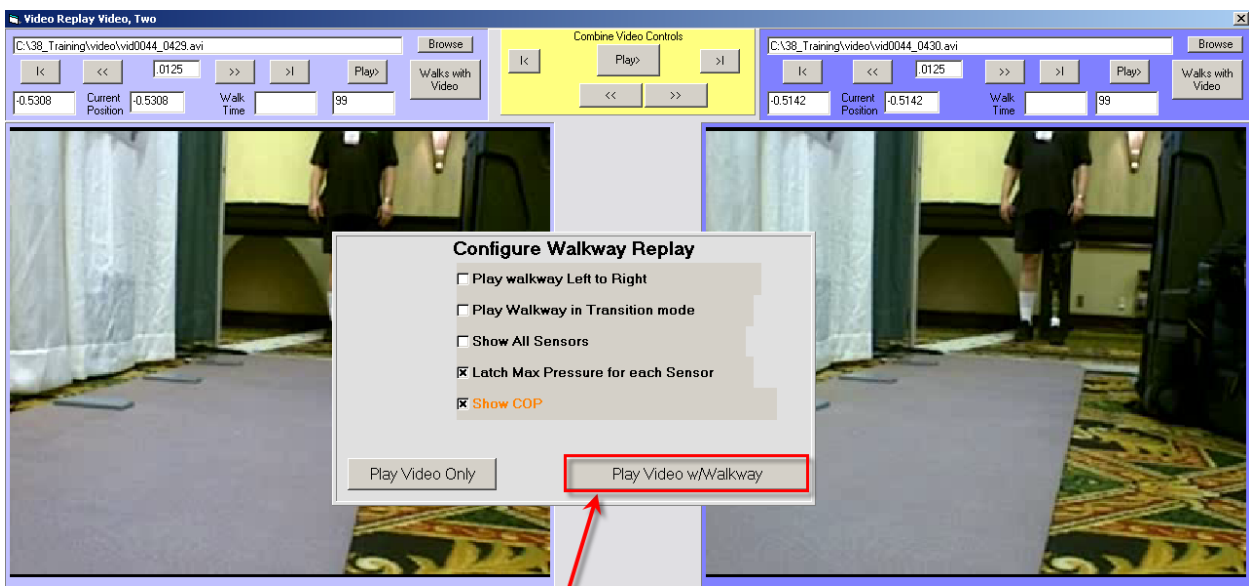 Video Replay Video, Two
C:\38_Training\video\vid0044_0429.avi
Browse
I<
<<
.0125
>>
>I
Play>
Walks with
Video
-0.5308
Current
Position
-0.5308
Walk
Time
99
Combine Video Controls
I<
Play>
>I
<<
>>
C:\38_Training\video\vid0044_0430.avi
Browse
I<
<<
.0125
>>
>I
Play>
Walks with
Video
-0.5142
Current
Position
-0.5142
Walk
Time
99
Configure Walkway Replay
Play walkway Left to Right
Play Walkway in Transition mode
Show All Sensors
Latch Max Pressure for each Sensor
Show COP
Play Video Only
Play Video w/Walkway